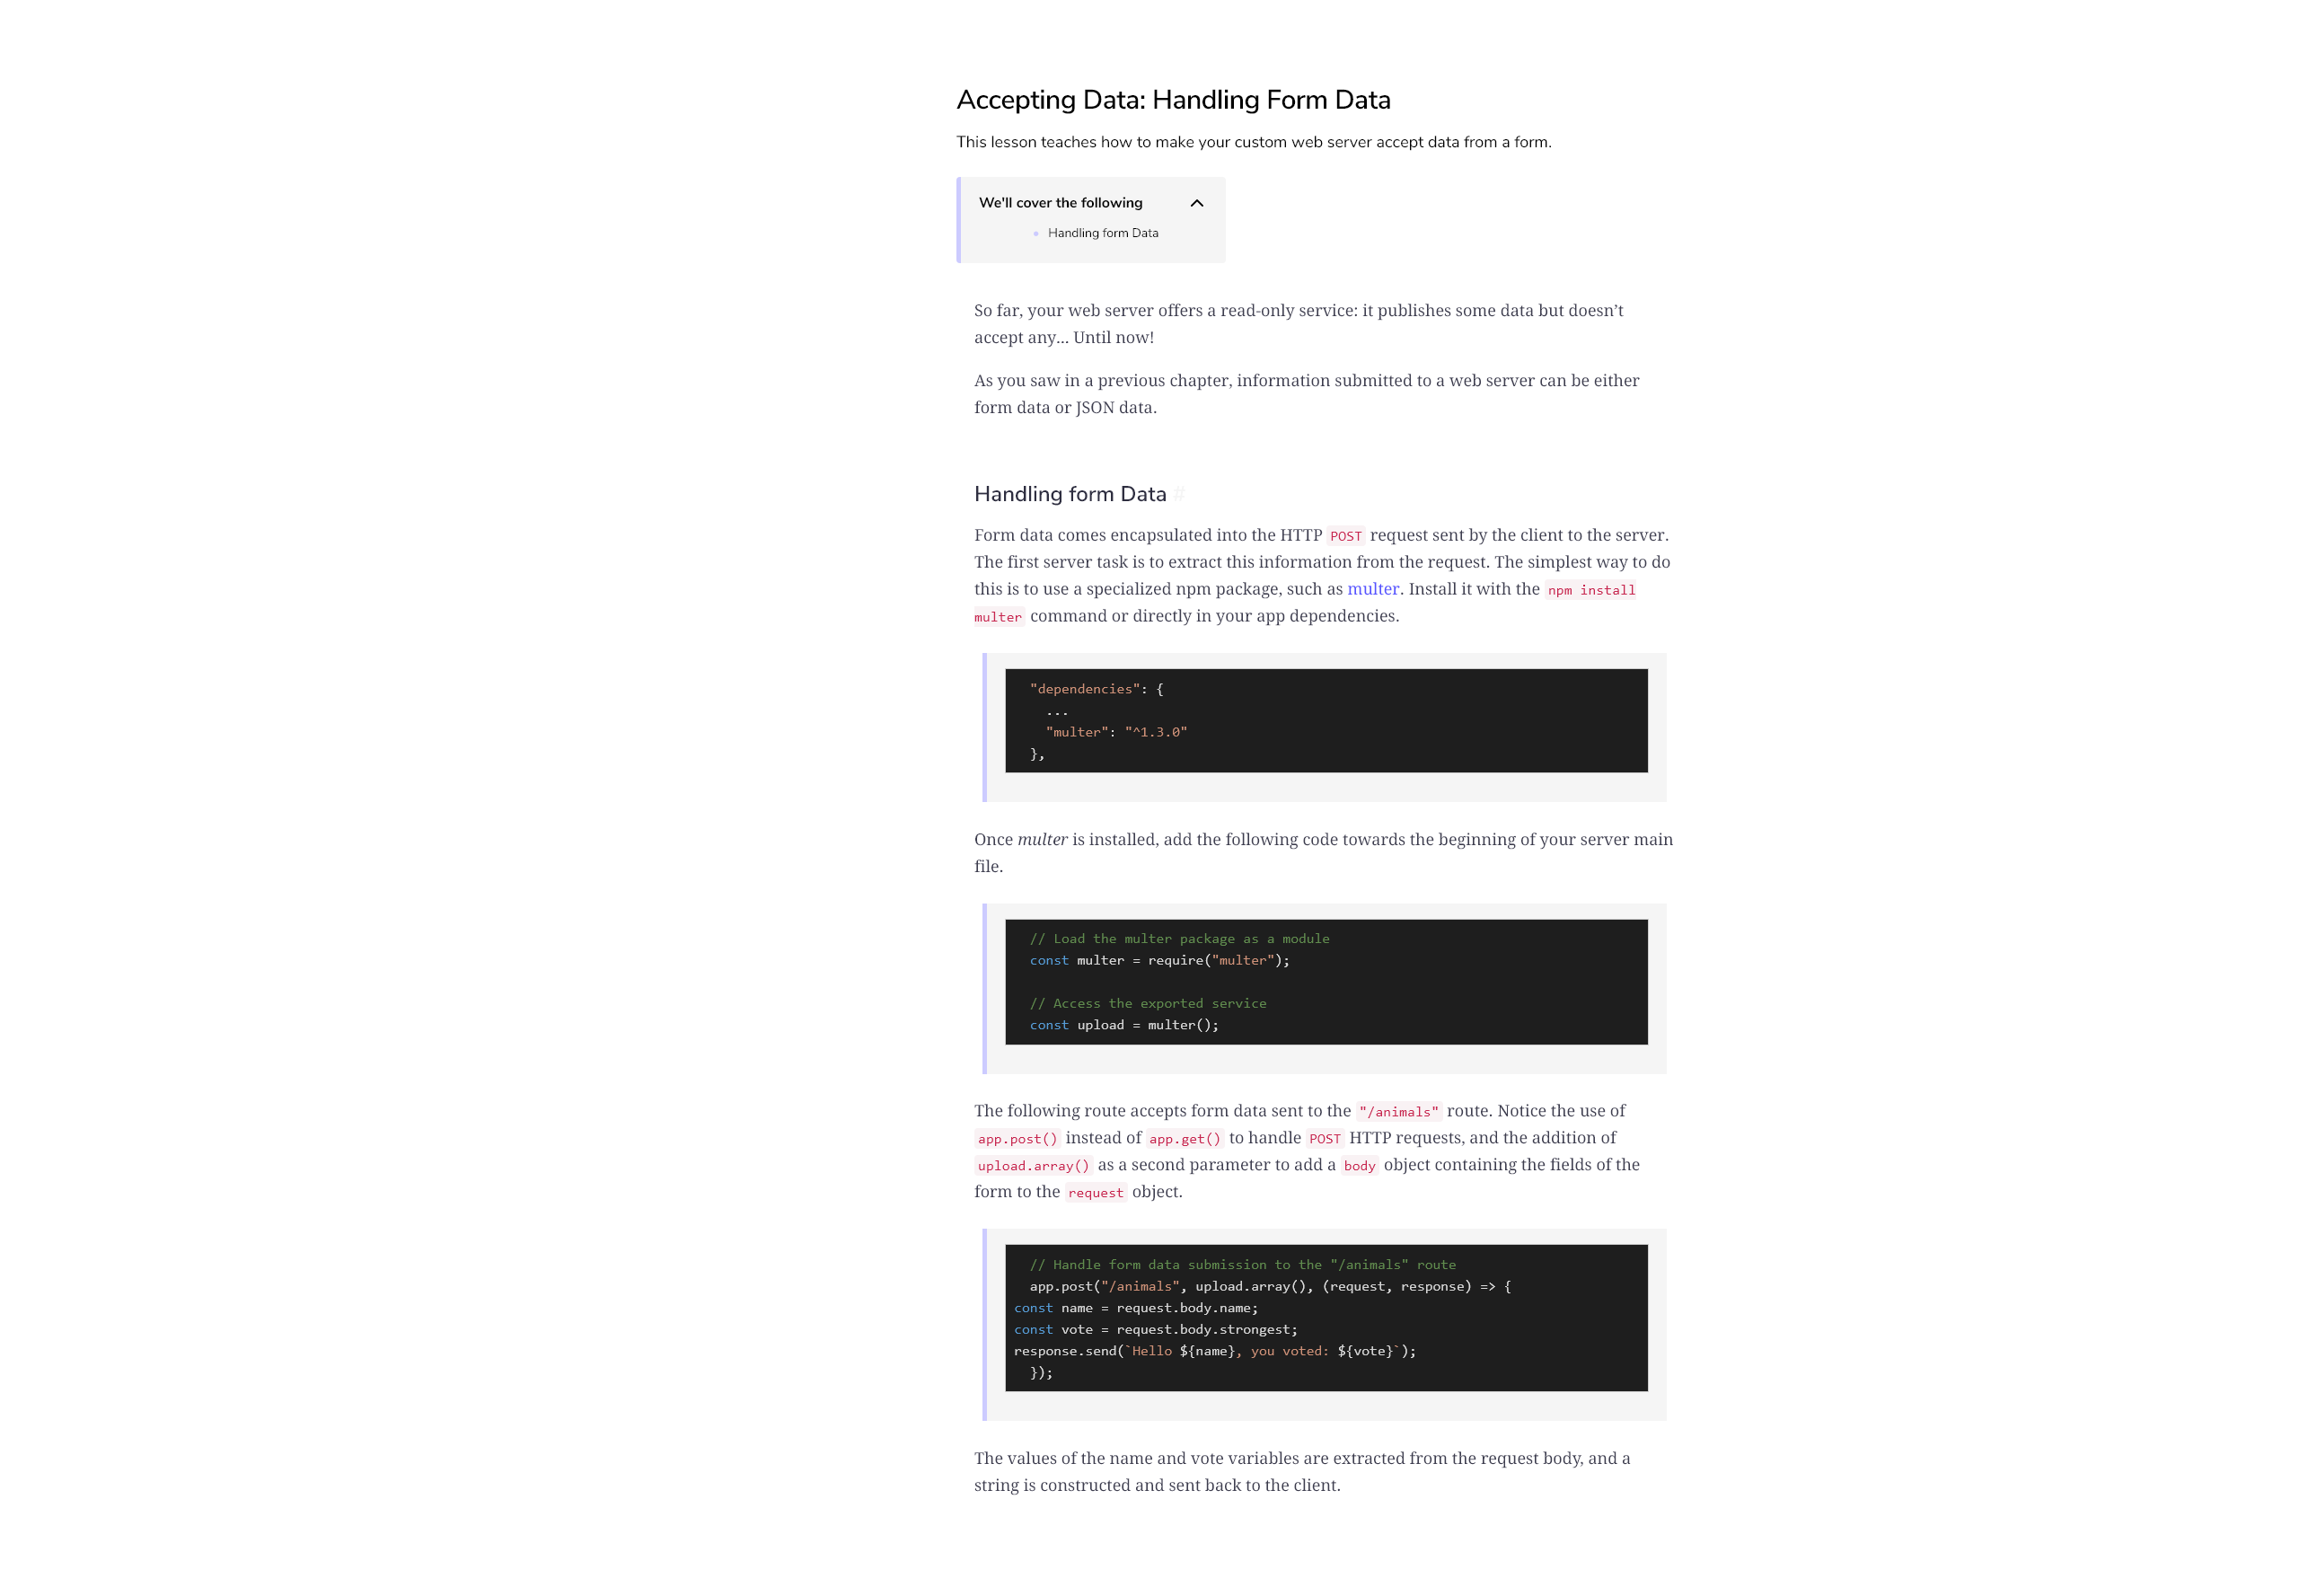 Accepting Data: Handling Form Data
This lesson teaches how to make your custom web server accept data from a form.
We'll cover the following
Handling form Data
So far, your web server offers a read-only service: it publishes some data but doesn’t
accept any… Until now!
As you saw in a previous chapter, information submitted to a web server can be either
form data or JSON data.
Handling form Data #
Form data comes encapsulated into the HTTP POST request sent by the client to the server.
The first server task is to extract this information from the request. The simplest way to do
this is to use a specialized npm package, such as multer. Install it with the npm install
multer command or directly in your app dependencies.
"dependencies": {
...
"multer": "^1.3.0"
},
Once multer is installed, add the following code towards the beginning of your server main
file.
// Load the multer package as a module
const multer = require("multer");
// Access the exported service
const upload = multer();
The following route accepts form data sent to the "/animals" route. Notice the use of
app.post() instead of app.get() to handle POST HTTP requests, and the addition of
upload.array() as a second parameter to add a body object containing the fields of the
form to the request object.
// Handle form data submission to the "/animals" route
app.post("/animals", upload.array(), (request, response) => {
const name = request.body.name;
const vote = request.body.strongest;
response.send(`Hello ${name}, you voted: ${vote}`);
});
The values of the name and vote variables are extracted from the request body, and a
string is constructed and sent back to the client.